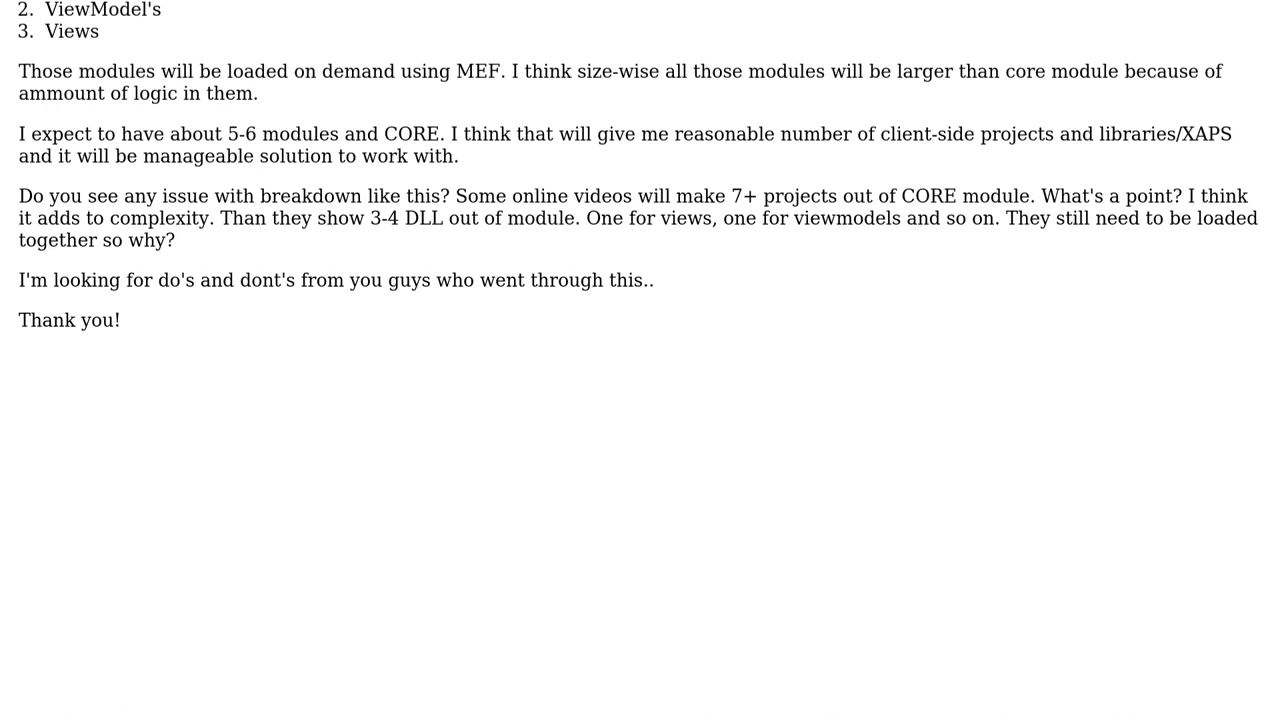 2. ViewModel's
3. Views
Those modules will be loaded on demand using MEF. I think size-wise all those modules will be larger than core module because of
ammount of logic in them.
I expect to have about 5-6 modules and CORE. I think that will give me reasonable number of client-side projects and libraries/XAPS
and it will be manageable solution to work with.
Do you see any issue with breakdown like this? Some online videos will make 7+ projects out of CORE module. What's a point? I think
it adds to complexity. Than they show 3-4 DLL out of module. One for views, one for viewmodels and so on. They still need to be loaded
together so why?
I'm looking for do's and dont's from you guys who went through this..
Thank you!